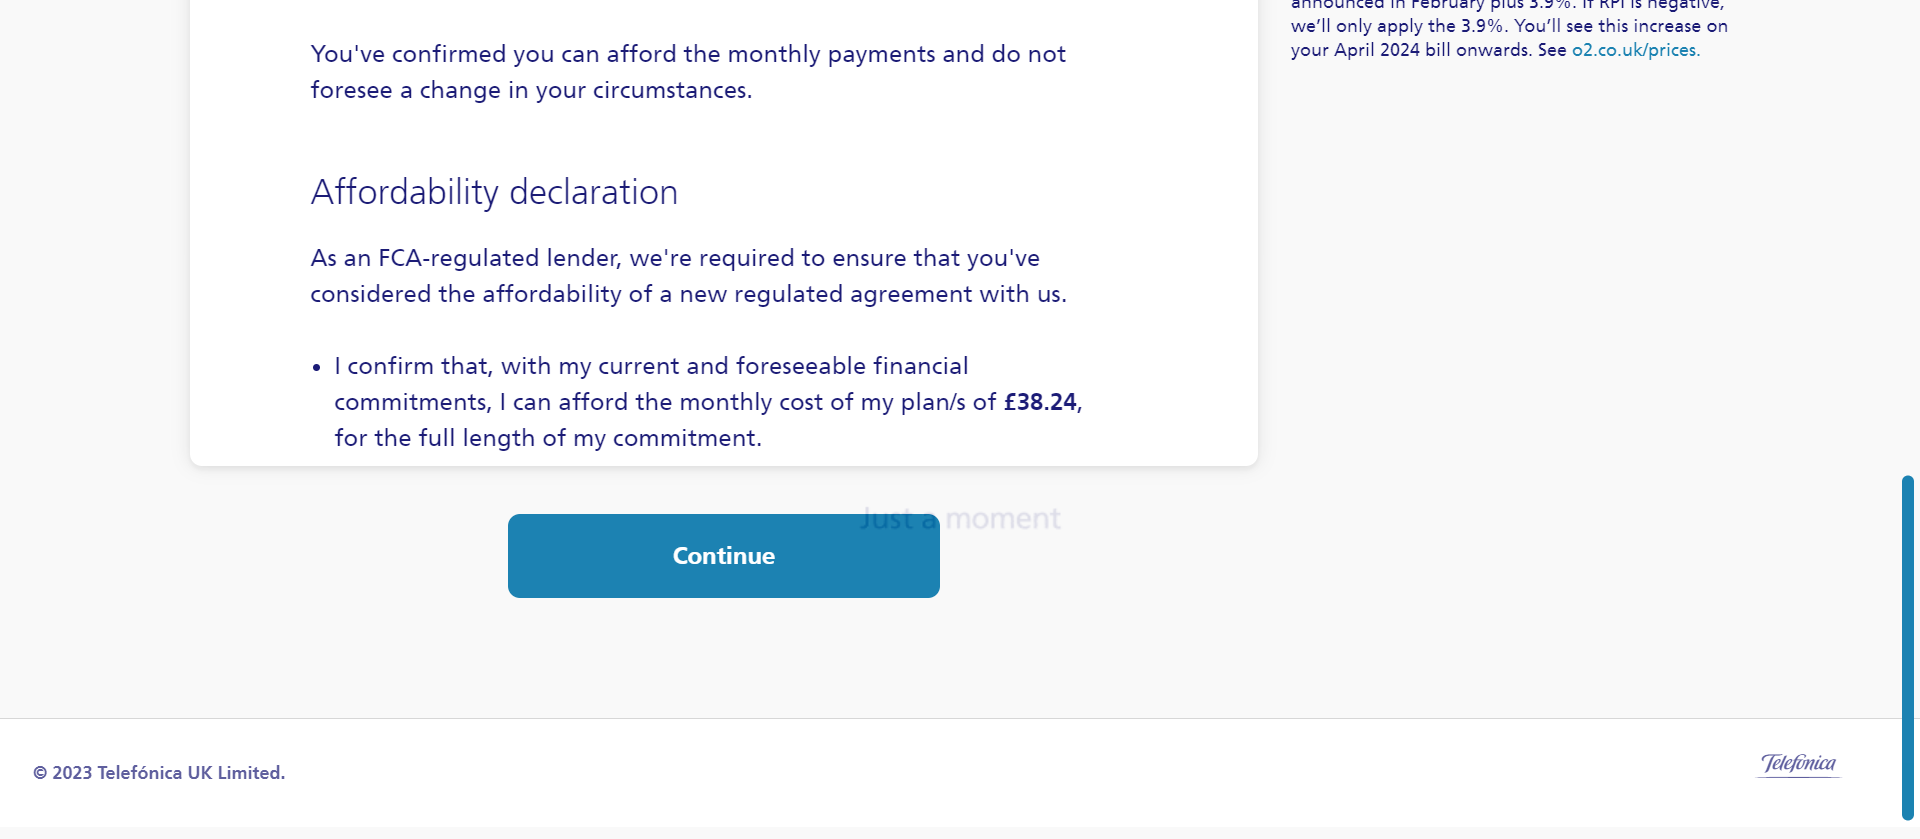 announced in February plus 3.9%. If RPI is negative,
we'll only apply the 3.9%. You'll see this increase on
your April 2024 bill onwards. See o2.co.uk/prices.
You've confirmed you can afford the monthly payments and do not
foresee a change in your circumstances.
Affordability declaration
As an FCA-regulated lender, we're required to ensure that you've
considered the affordability of a new regulated agreement with us.
• I confirm that, with my current and foreseeable financial
commitments, I can afford the monthly cost of my plan/s of £38.24,
for the full length of my commitment.
Just a moment
Continue
© 2023 Telefónica UK Limited.
Telefónica